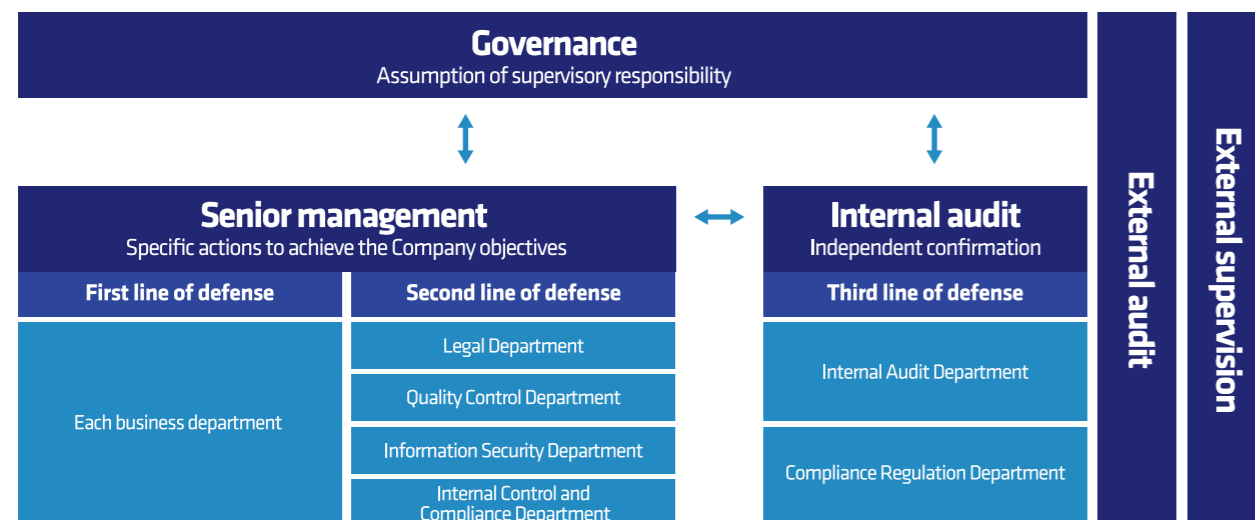 Governance
Assumption of supervisory responsibility
Senior management
Specific actions to achieve the Company objectives
Internal audit
Independent confirmation
First line of defense
Second line of defense
Third line of defense
Each business department
Legal Department
Quality Control Department
Information Security Department
Internal Control and
Compliance Department
Internal Audit Department
Compliance Regulation Department
External audit
External supervision